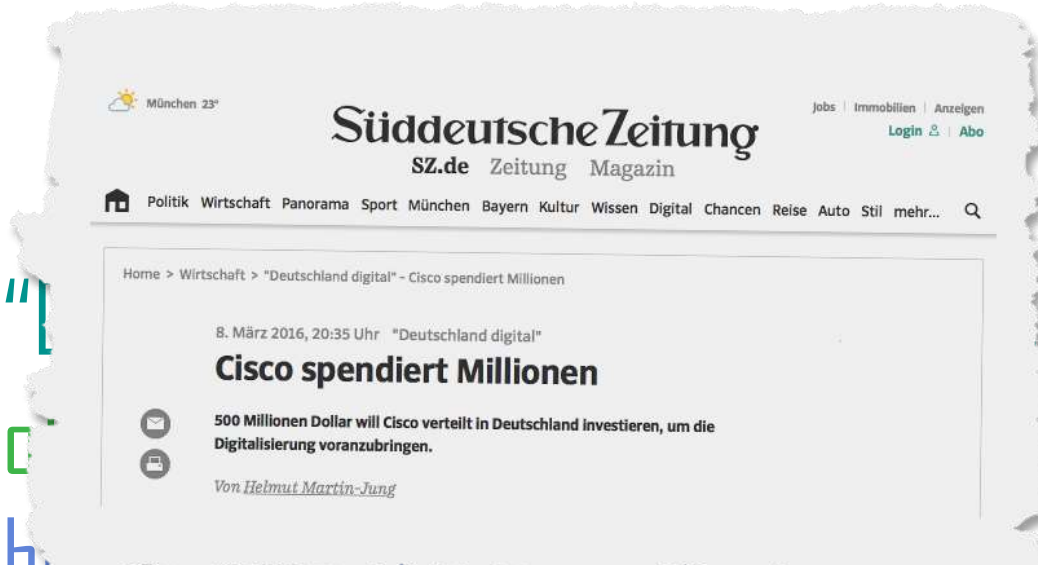 München 23°
Jobs | Immobilien | Anzeigen
Süddeutsche Zeitung
Login | Abo
SZ.de Zeitung Magazin
Politik Wirtschaft Panorama Sport München Bayern Kultur Wissen Digital Chancen Reise Auto Stil mehr...
Home > Wirtschaft > "Deutschland digital" - Cisco spendiert Millionen
8. März 2016, 20:35 Uhr "Deutschland digital"
Cisco spendiert Millionen
500 Millionen Dollar will Cisco verteilt in Deutschland investieren, um die
Digitalisierung voranzubringen.
Von Helmut Martin-Jung